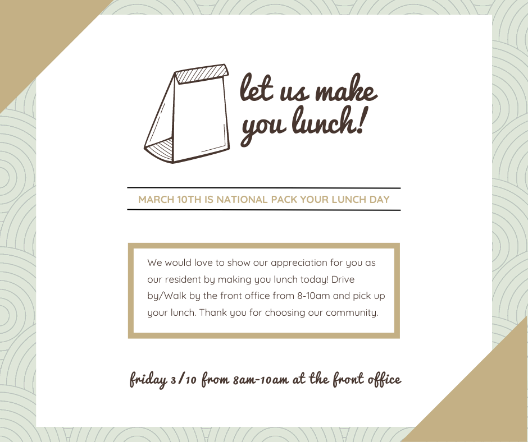 let us make
you lunch!
MARCH 10TH IS NATIONAL PACK YOUR LUNCH DAY
We would love to show our appreciation for you as
our resident by making you lunch today! Drive
by/Walk by the front office from 8-10am and pick up
your lunch. Thank you for choosing our community.
friday 3/10 from 8am-10am at the front office